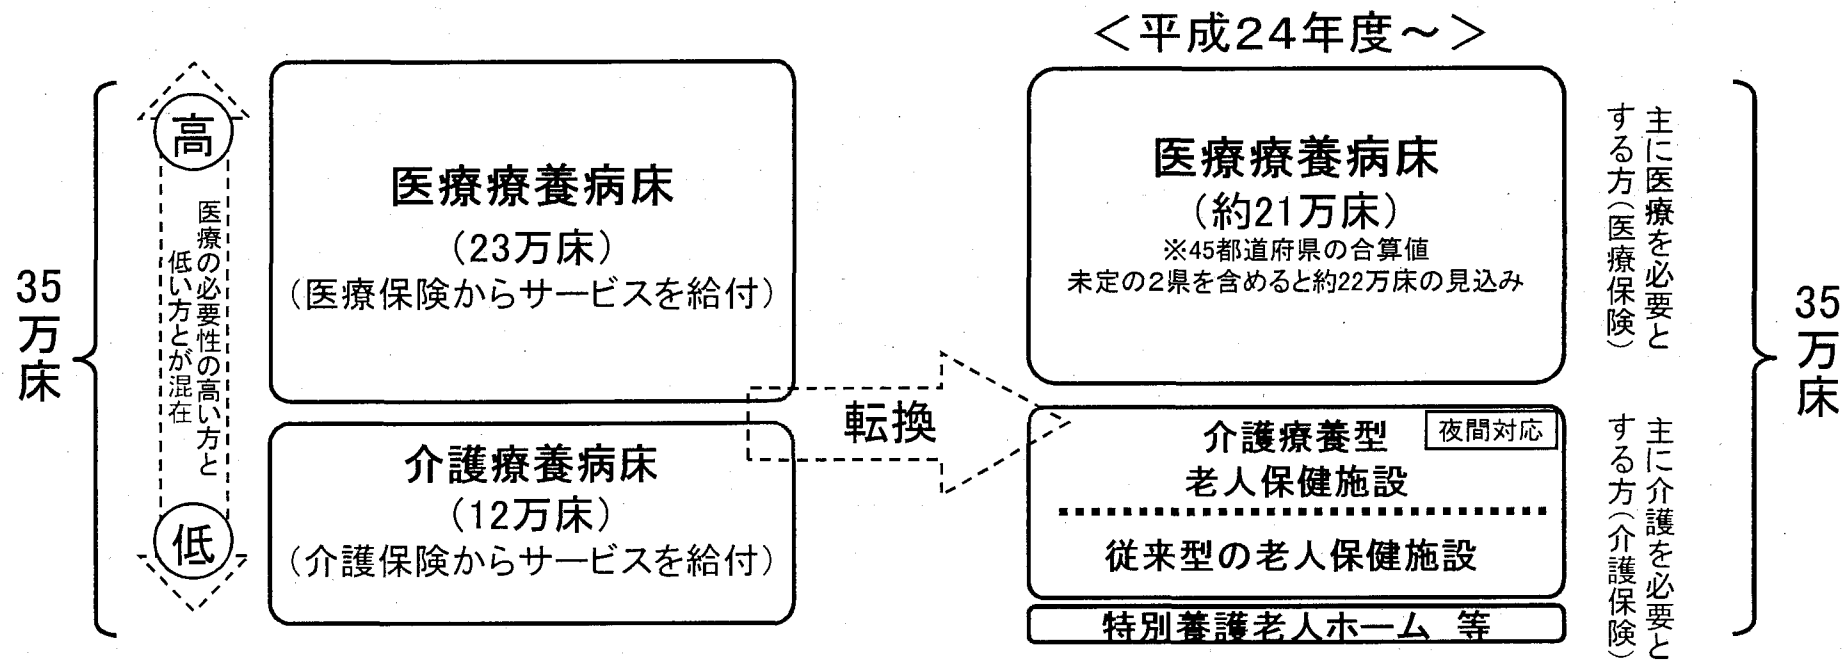 ＜平成24年度～＞
35万床
高
医療の必要性の高い方と
低い方とが混在
低
医療療養病床
（23万床）
（医療保険からサービスを給付）
介護療養病床
（12万床）
（介護保険からサービスを給付）
転換
医療療養病床
（約21万床）
※45都道府県の合算値
未定の２県を含めると約22万床の見込み
介護療養型
老人保健施設
夜間対応
従来型の老人保健施設
特別養護老人ホーム　等
主に医療を必要と
する方（医療保険）
主に介護を必要と
する方（介護保険）
35万床